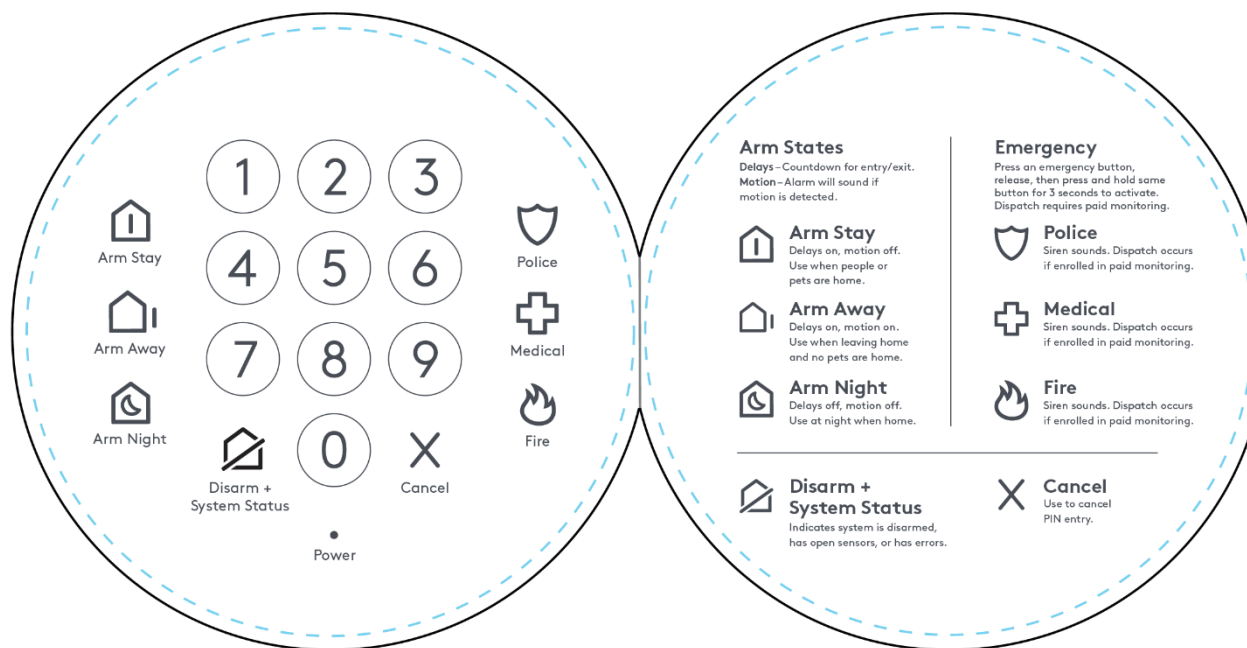 1
2
3
Arm Stay
4
5
6
Police
Arm Away
7
8
9
Medical
Arm Night
0
Fire
Disarm +
System Status
Cancel
Power
Arm States
Delays – Countdown for entry/exit.
Motion – Alarm will sound if
motion is detected.
Arm Stay
Delays on, motion off.
Use when people or
pets are home.
Arm Away
Delays on, motion on.
Use when leaving home
and no pets are home.
Arm Night
Delays off, motion off.
Use at night when home.
Emergency
Press an emergency button,
release, then press and hold same
button for 3 seconds to activate.
Dispatch requires paid monitoring.
Police
Siren sounds. Dispatch occurs
if enrolled in paid monitoring.
Medical
Siren sounds. Dispatch occurs
if enrolled in paid monitoring.
Fire
Siren sounds. Dispatch occurs
if enrolled in paid monitoring.
Disarm +
System Status
Indicates system is disarmed,
has open sensors, or has errors.
Cancel
Use to cancel
PIN entry.